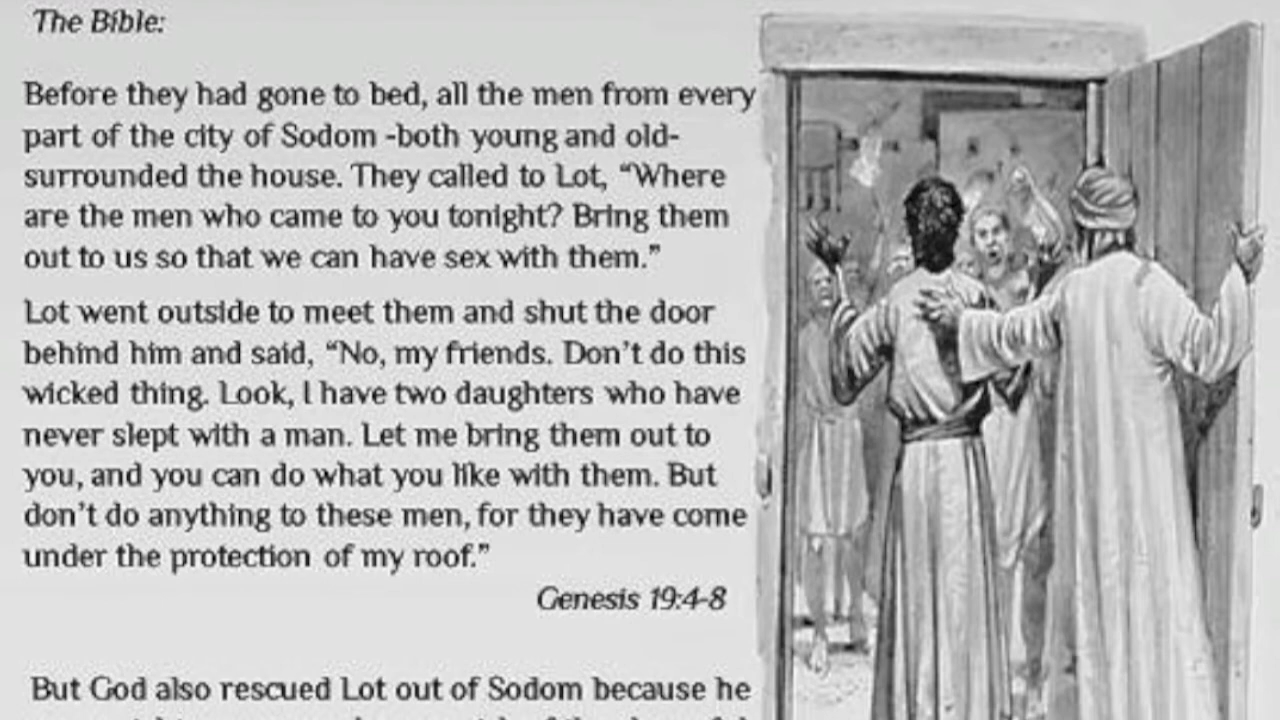 The Bible:
Before they had gone to bed, all the men from every
part of the city of Sodom -both young and old-
surrounded the house. They called to Lot, “Where
are the men who came to you tonight? Bring them
out to us so that we can have sex with them.”
Lot went outside to meet them and shut the door
behind him and said, “No, my friends. Don’t do this
wicked thing. Look, I have two daughters who have
never slept with a man. Let me bring them out to
you, and you can do what you like with them. But
don’t do anything to these men, for they have come
under the protection of my roof.”
Genesis 19:4-8
But God also rescued Lot out of Sodom because he